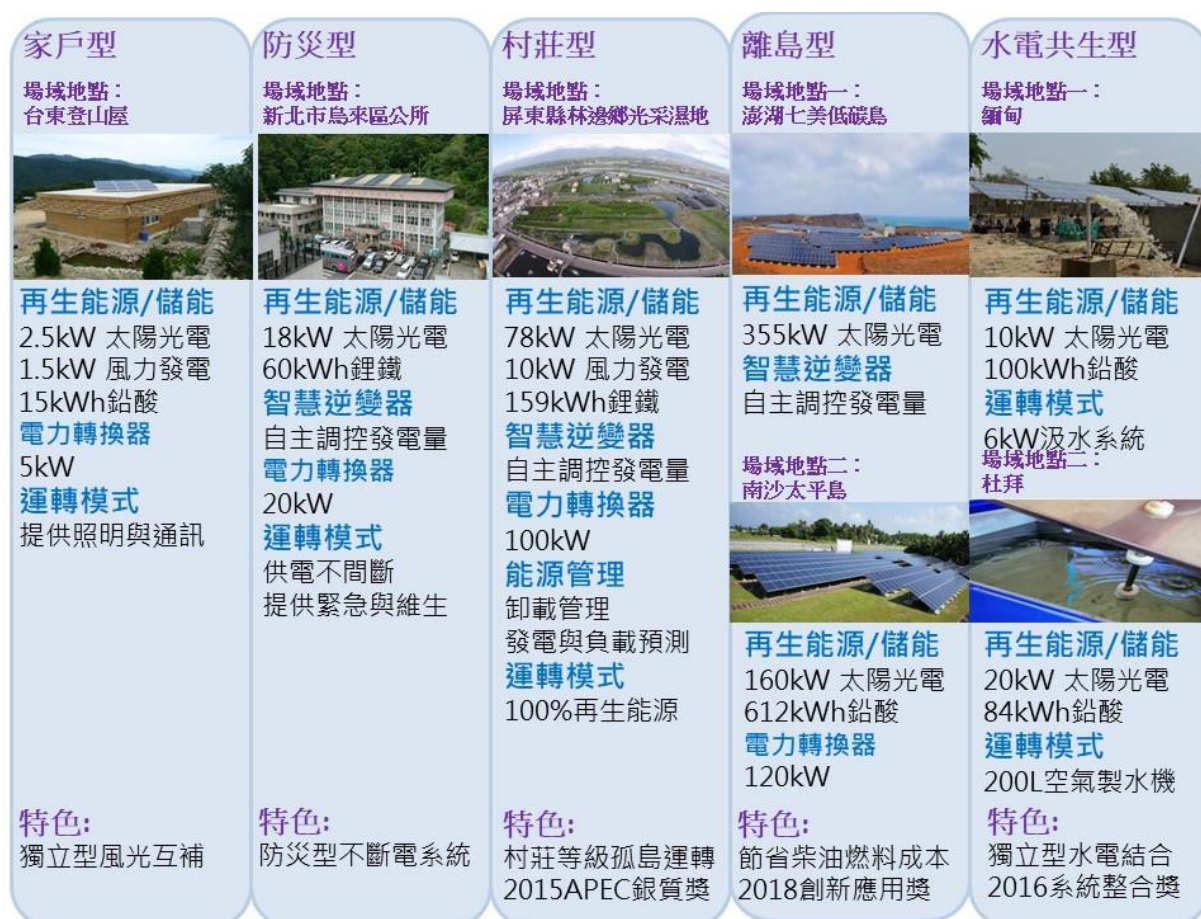 家戶型
場域地點：
台東登山屋
再生能源/儲能
2.5kW 太陽光電
1.5kW 風力發電
15kWh鉛酸
電力轉換器
5kW
運轉模式
提供照明與通訊
特色:
獨立型風光互補
防災型
場域地點：
新北市烏來區公所
再生能源/儲能
18kW 太陽光電
60kWh鋰鐵
智慧逆變器
自主調控發電量
電力轉換器
20kW
運轉模式
供電不間斷
提供緊急與維生
特色:
防災型不斷電系統
村莊型
場域地點：
屏東縣林邊鄉光采濕地
再生能源/儲能
78kW 太陽光電
10kW 風力發電
159kWh鋰鐵
智慧逆變器
自主調控發電量
電力轉換器
100kW
能源管理
卸載管理
發電與負載預測
運轉模式
100%再生能源
特色:
村莊等級孤島運轉
2015APEC銀質獎
離島型
場域地點一：
澎湖七美低碳島
再生能源/儲能
355kW 太陽光電
智慧逆變器
自主調控發電量
場域地點二：
南沙太平島
再生能源/儲能
160kW 太陽光電
612kWh鉛酸
電力轉換器
120kW
特色:
節省柴油燃料成本
2018創新應用獎
水電共生型
場域地點一：
緬甸
再生能源/儲能
10kW 太陽光電
100kWh鉛酸
運轉模式
6kW汲水系統
場域地點二：
杜拜
再生能源/儲能
20kW 太陽光電
84kWh鉛酸
運轉模式
200L空氣製水機
特色:
獨立型水電結合
2016系統整合獎